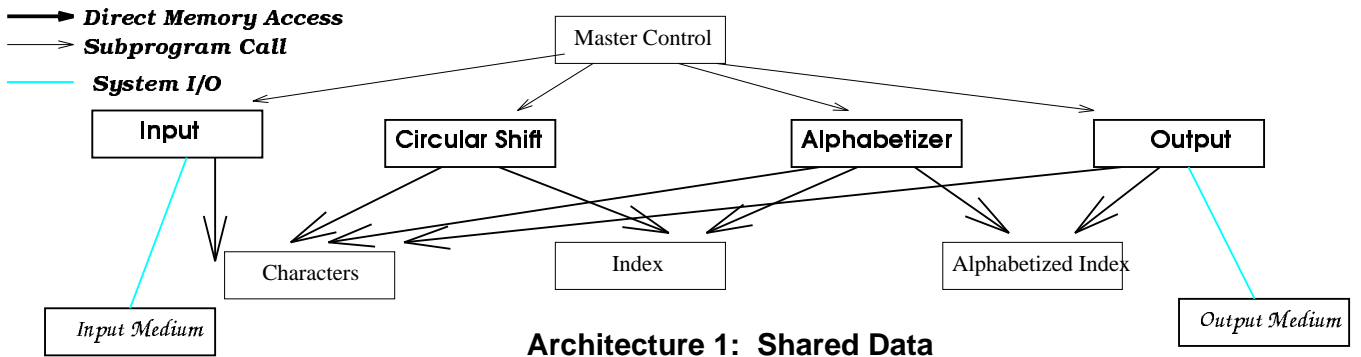 Direct Memory Access
Subprogram Call
System I/O
Master Control
Input
Circular Shift
Alphabetizer
Output
Characters
Index
Alphabetized Index
Input Medium
Output Medium
Architecture 1: Shared Data